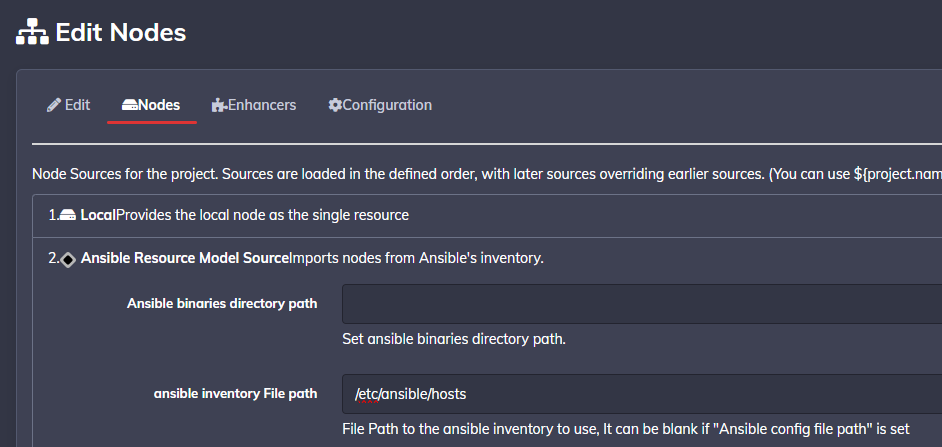 Edit Nodes
Edit Nodes Enhancers Configuration
Node Sources for the project. Sources are loaded in the defined order, with later sources overriding earlier sources. (You can use ${project.nam
1. LocalProvides the local node as the single resource
2. Ansible Resource Model SourceImports nodes from Ansible's inventory.
Ansible binaries directory path
Set ansible binaries directory path.
ansible inventory File path /etc/ansible/hosts
File Path to the ansible inventory to use, It can be blank if "Ansible config file path" is set